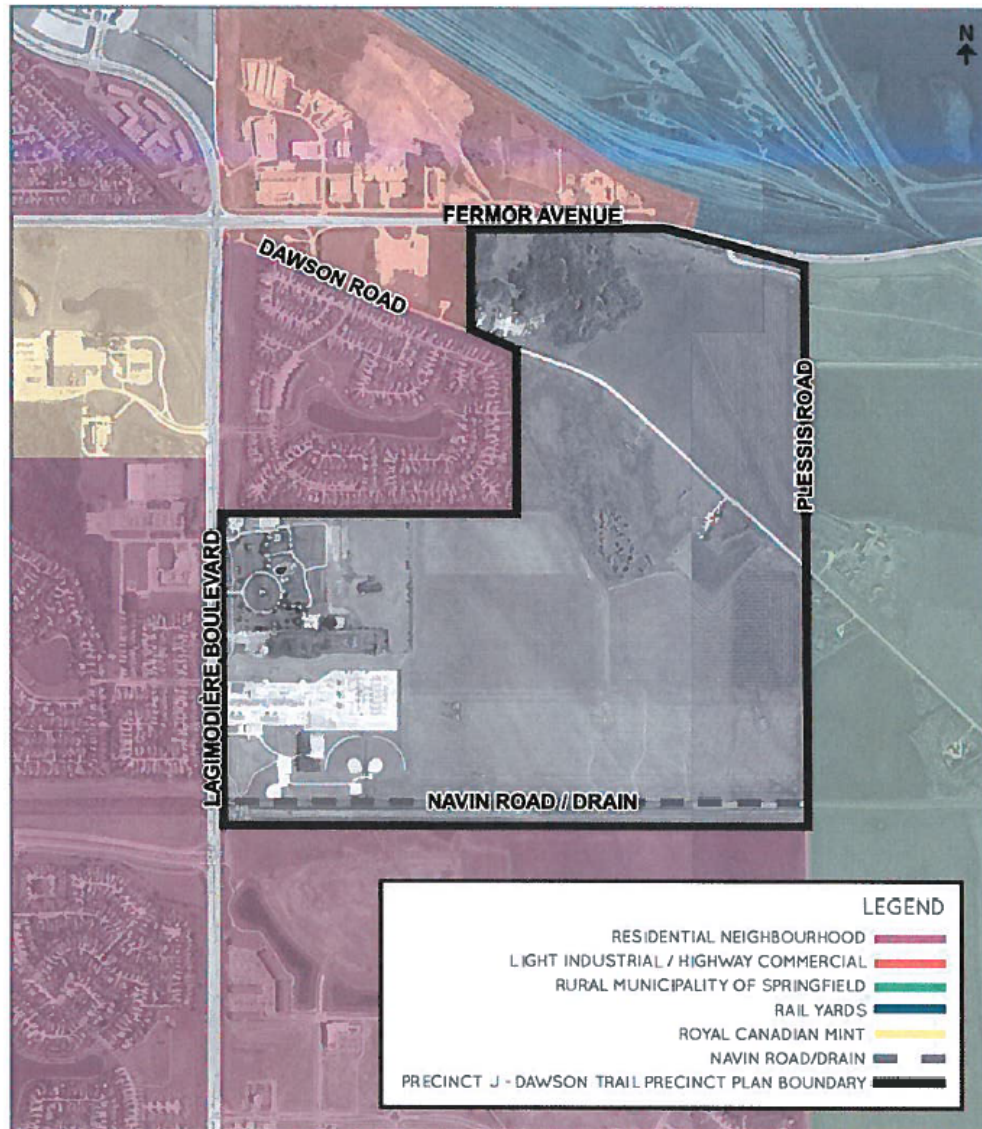 N
FERMOR AVENUE
DAWSON ROAD
PLESSIS ROAD
LAGIMODIÈRE BOULEVARD
NAVIN ROAD / DRAIN
LEGEND
RESIDENTIAL NEIGHBOURHOOD
LIGHT INDUSTRIAL / HIGHWAY COMMERCIAL
RURAL MUNICIPALITY OF SPRINGFIELD
RAIL YARDS
ROYAL CANADIAN MINT
NAVIN ROAD/DRAIN
PRECINCT J - DAWSON TRAIL PRECINCT PLAN BOUNDARY